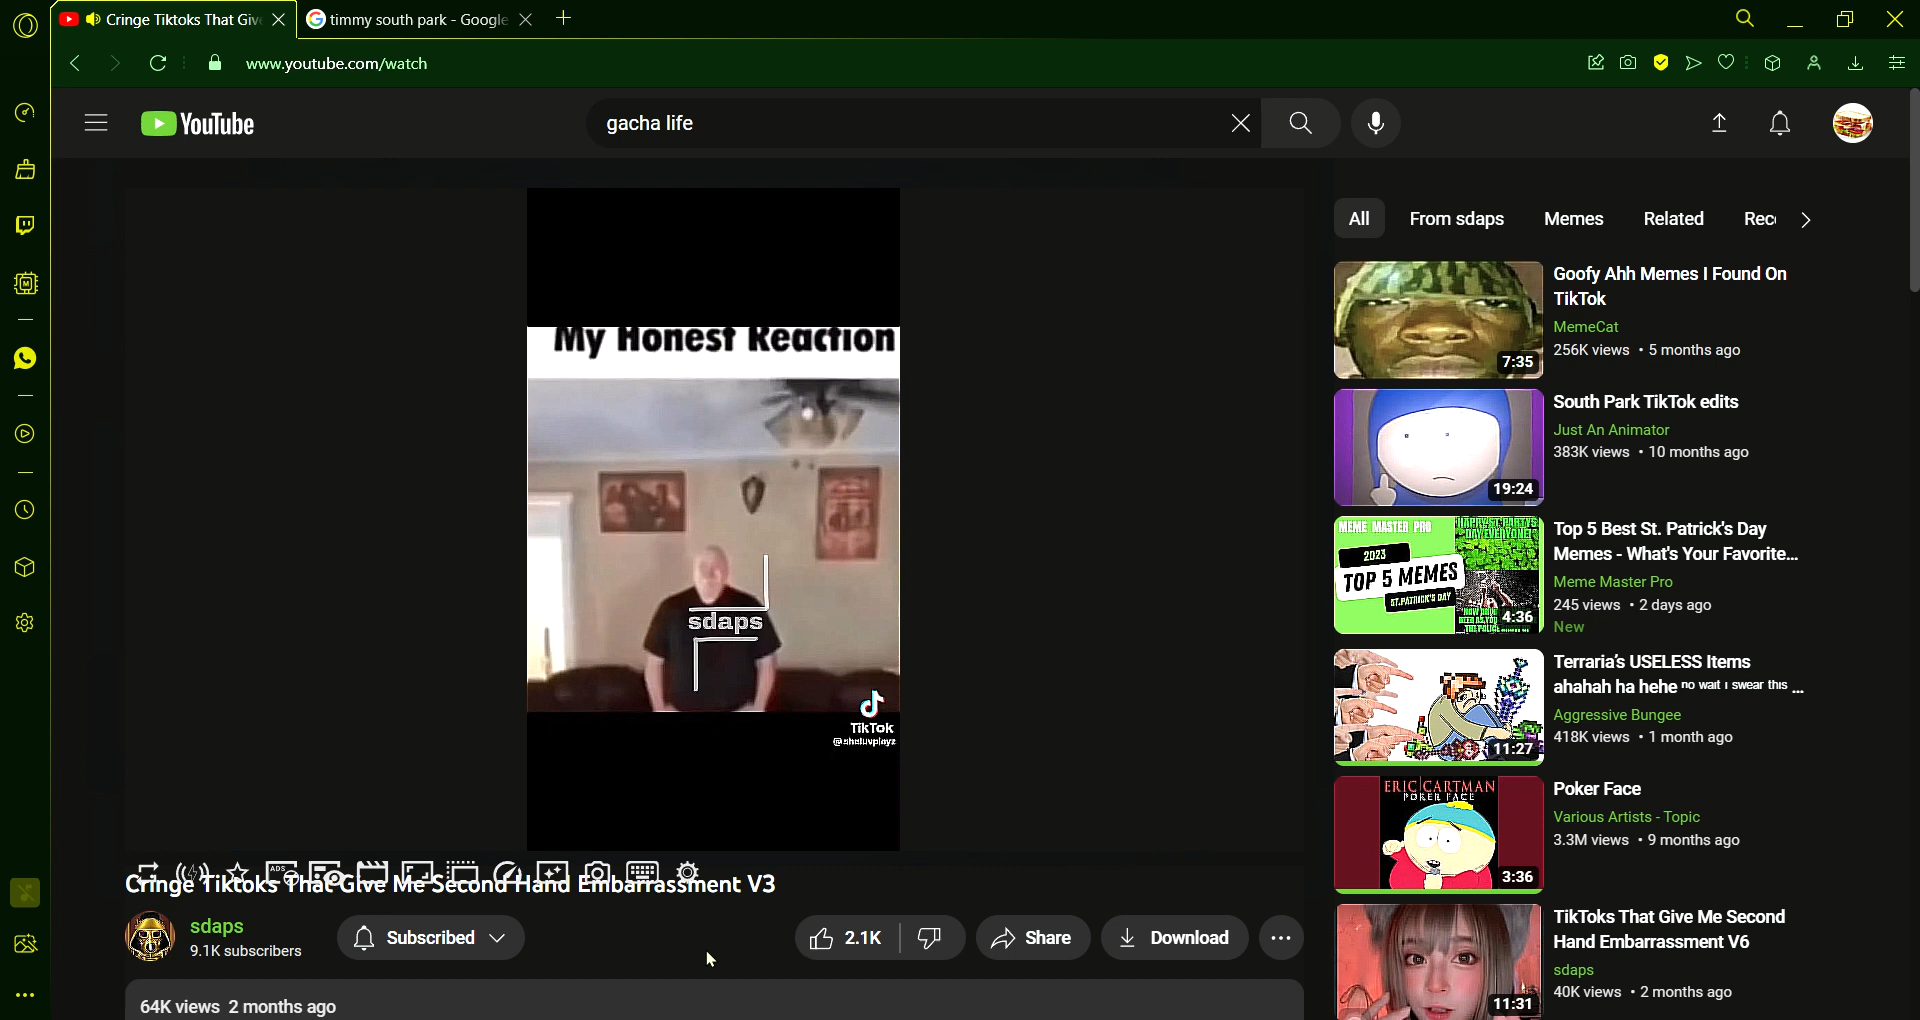 Cringe Tiktoks That Giv
timmy south park - Google
www.youtube.com/watch
YouTube
gacha life
My Honest Reaction
sdaps
TikTok
@sheluvplayz
Cringe Tiktoks That Give Me Second Hand Embarrassment V3
sdaps
9.1K subscribers
Subscribed
2.1K
Share
Download
64K views 2 months ago
All
From sdaps
Memes
Related
Rec
7:35
Goofy Ahh Memes I Found On
TikTok
MemeCat
256K views • 5 months ago
19:24
South Park TikTok edits
Just An Animator
383K views • 10 months ago
MEME MASTER PRO
2023
TOP 5 MEMES
ST.PATRICK'S DAY
4:36
Top 5 Best St. Patrick's Day
Memes - What's Your Favorite...
Meme Master Pro
245 views • 2 days ago
New
11:27
Terraria's USELESS Items
ahahah ha hehe no wait i swear this ...
Aggressive Bungee
418K views • 1 month ago
ERIC CARTMAN
POKER FACE
3:36
Poker Face
Various Artists - Topic
3.3M views • 9 months ago
11:31
TikToks That Give Me Second
Hand Embarrassment V6
sdaps
40K views • 2 months ago